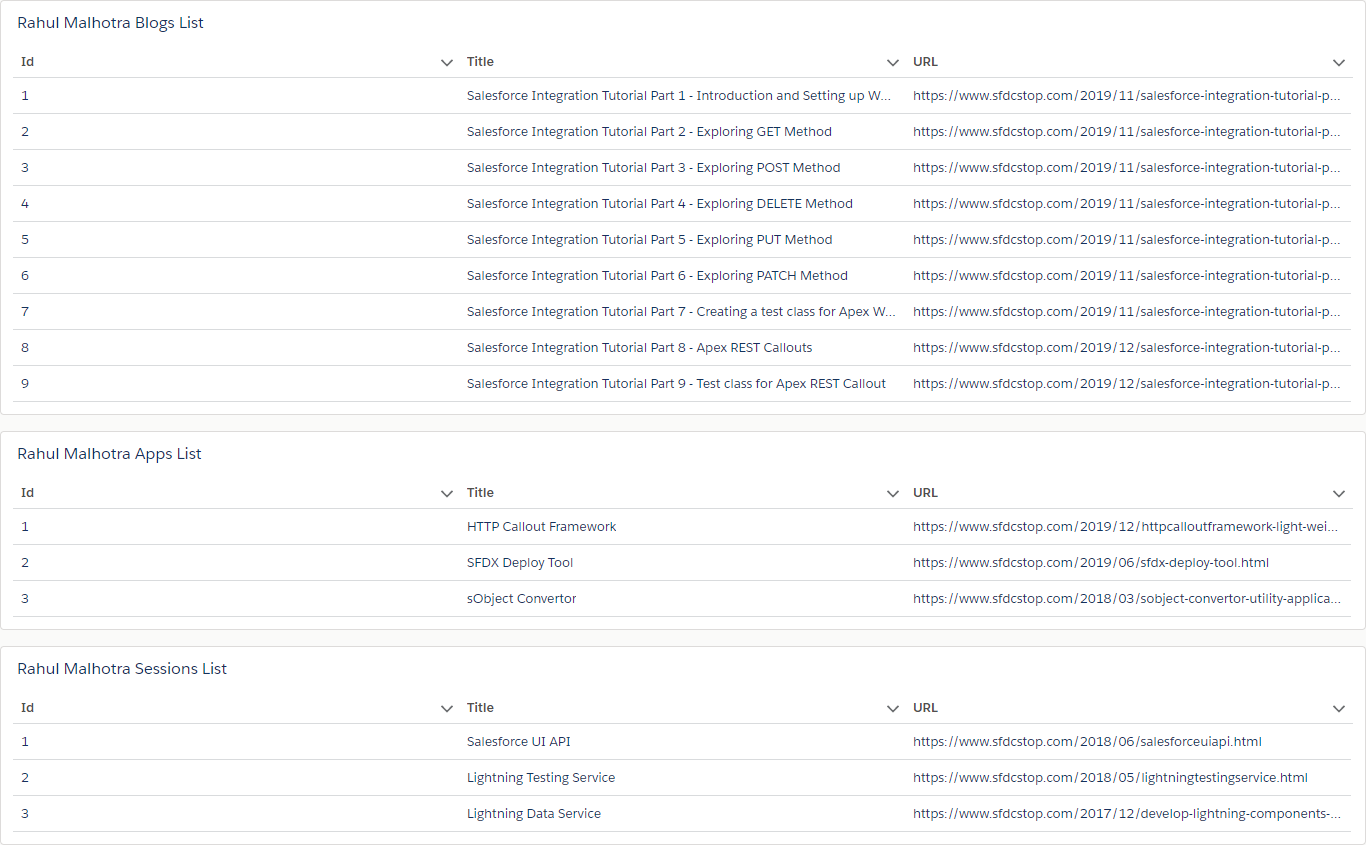 Rahul Malhotra Blogs List
Id Title URL
1 Salesforce Integration Tutorial Part 1 - Introduction and Setting up W... https://www.sfdcstop.com/2019/11/salesforce-integration-tutorial-p...
2 Salesforce Integration Tutorial Part 2 - Exploring GET Method https://www.sfdcstop.com/2019/11/salesforce-integration-tutorial-p...
3 Salesforce Integration Tutorial Part 3 - Exploring POST Method https://www.sfdcstop.com/2019/11/salesforce-integration-tutorial-p...
4 Salesforce Integration Tutorial Part 4 - Exploring DELETE Method https://www.sfdcstop.com/2019/11/salesforce-integration-tutorial-p...
5 Salesforce Integration Tutorial Part 5 - Exploring PUT Method https://www.sfdcstop.com/2019/11/salesforce-integration-tutorial-p...
6 Salesforce Integration Tutorial Part 6 - Exploring PATCH Method https://www.sfdcstop.com/2019/11/salesforce-integration-tutorial-p...
7 Salesforce Integration Tutorial Part 7 - Creating a test class for Apex W... https://www.sfdcstop.com/2019/11/salesforce-integration-tutorial-p...
8 Salesforce Integration Tutorial Part 8 - Apex REST Callouts https://www.sfdcstop.com/2019/12/salesforce-integration-tutorial-p...
9 Salesforce Integration Tutorial Part 9 - Test class for Apex REST Callout https://www.sfdcstop.com/2019/12/salesforce-integration-tutorial-p...
Rahul Malhotra Apps List
Id Title URL
1 HTTP Callout Framework https://www.sfdcstop.com/2019/12/httpcalloutframework-light-wei...
2 SFDX Deploy Tool https://www.sfdcstop.com/2019/06/sfdx-deploy-tool.html
3 sObject Convertor https://www.sfdcstop.com/2018/03/sobject-convertor-utility-applica...
Rahul Malhotra Sessions List
Id Title URL
1 Salesforce UI API https://www.sfdcstop.com/2018/06/salesforceuiapi.html
2 Lightning Testing Service https://www.sfdcstop.com/2018/05/lightningtestingservice.html
3 Lightning Data Service https://www.sfdcstop.com/2017/12/develop-lightning-components-...